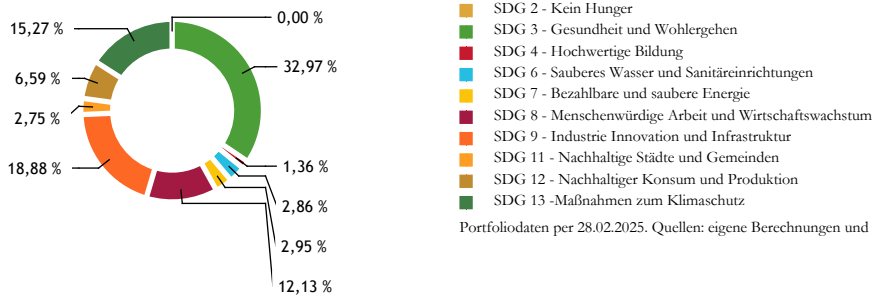 0,00 %
32,97 %
1,36 %
2,86 %
2,95 %
12,13 %
18,88 %
2,75 %
6,59 %
15,27 %
SDG 2 - Kein Hunger
SDG 3 - Gesundheit und Wohlergehen
SDG 4 - Hochwertige Bildung
SDG 6 - Sauberes Wasser und Sanitäreinrichtungen
SDG 7 - Bezahlbare und saubere Energie
SDG 8 - Menschenwürdige Arbeit und Wirtschaftswachstum
SDG 9 - Industrie Innovation und Infrastruktur
SDG 11 - Nachhaltige Städte und Gemeinden
SDG 12 - Nachhaltiger Konsum und Produktion
SDG 13 -Maßnahmen zum Klimaschutz
Portfoliodaten per 28.02.2025. Quellen: eigene Berechnungen und